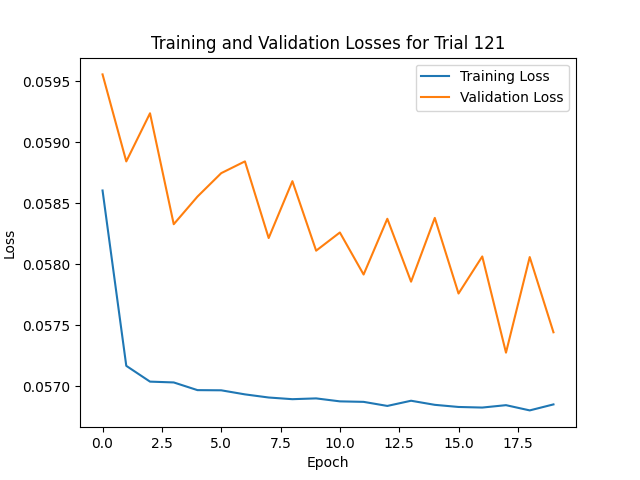 Training and Validation Losses for Trial 121
Training Loss
Validation Loss
Loss
0.0595
0.0590
0.0585
0.0580
0.0575
0.0570
0.0 2.5 5.0 7.5 10.0 12.5 15.0 17.5
Epoch